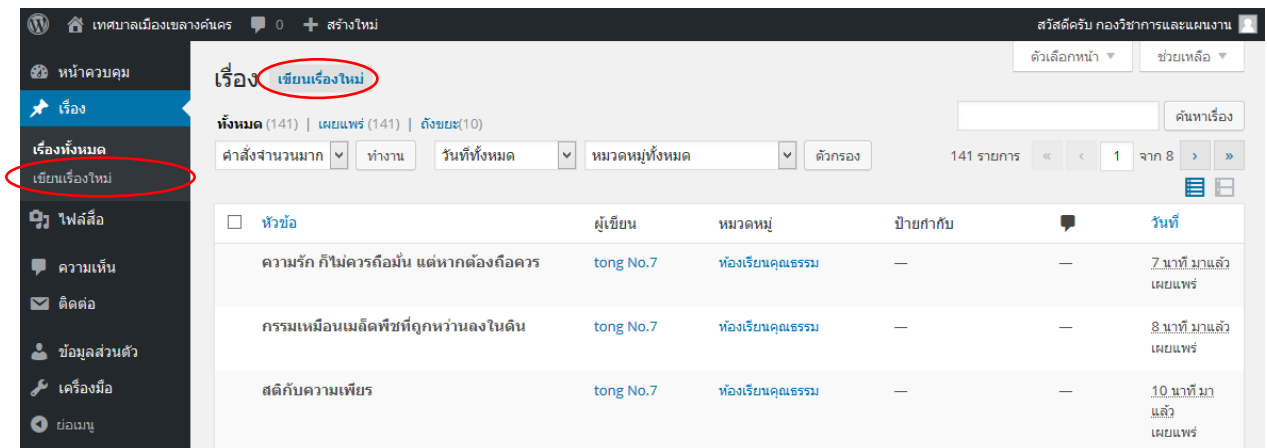 เทศบาลเมืองเขลางค์นคร 0 + สร้างใหม่ สวัสดีครับ กองวิชาการและแผนงาน
ตัวเลือกหน้า ช่วยเหลือ
หน้าควบคุม
เรื่อง
เรื่องทั้งหมด
เขียนเรื่องใหม่
ไฟล์สื่อ
ความเห็น
ติดต่อ
ข้อมูลส่วนตัว
เครื่องมือ
ย่อเมนู
เรื่อง เขียนเรื่องใหม่
ทั้งหมด (141) | เผยแพร่ (141) | ถังขยะ(10)
ค้นหาเรื่อง
คำสั่งจำนวนมาก ทำงาน วันที่ทั้งหมด หมวดหมู่ทั้งหมด ตัวกรอง 141 รายการ « ‹ 1 จาก 8 › »
หัวข้อ ผู้เขียน หมวดหมู่ ป้ายกำกับ วันที่
ความรัก ก็ไม่ควรถือมั่น แต่หากต้องถือควร tong No.7 ห้องเรียนคุณธรรม — — 7 นาที มาแล้ว
เผยแพร่
กรรมเหมือนเมล็ดพืชที่ถูกหว่านลงในดิน tong No.7 ห้องเรียนคุณธรรม — — 8 นาที มาแล้ว
เผยแพร่
สติกับความเพียร tong No.7 ห้องเรียนคุณธรรม — — 10 นาที มา
แล้ว
เผยแพร่